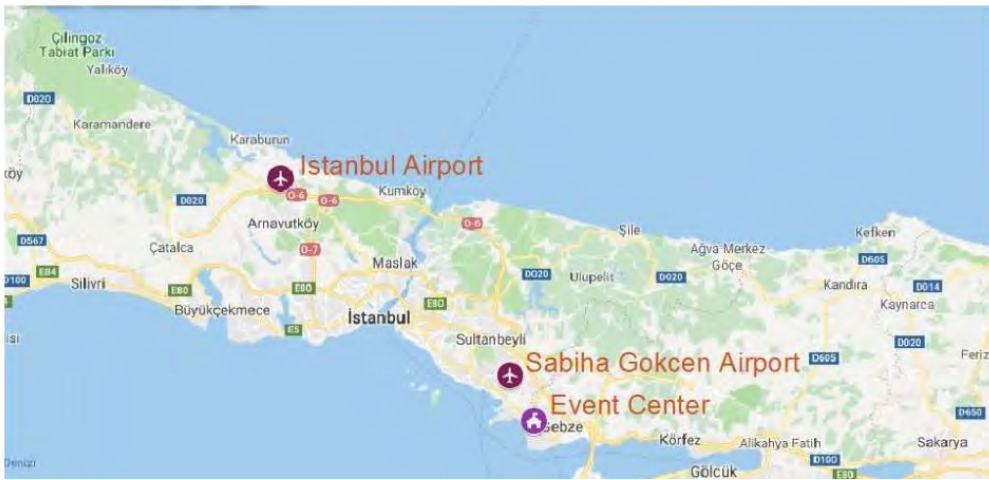 Çilingoz
Tabiat Parkı
Yalıköy
D020
Karamandere
Karaburun
Istanbul Airport
köy
D020
O-6
O-6
Kumköy
Arnavutköy
O-6
Şile
Kefken
D567
Çatalca
O-7
Ağva Merkez
Göçe
D605
D100
E84
Silivri
Maslak
D020
Ulupelit
D020
Kandıra
D014
E80
E80
Büyükçekmece
E80
Kaynarca
E5
İstanbul
isi
Sultanbeyli
D020
Sabiha Gokcen Airport
D605
Feriz
Event Center
Gebze
D650
Körfez
Alikahya Fatih
Sakarya
Denizi
D100
Gölcük
E80